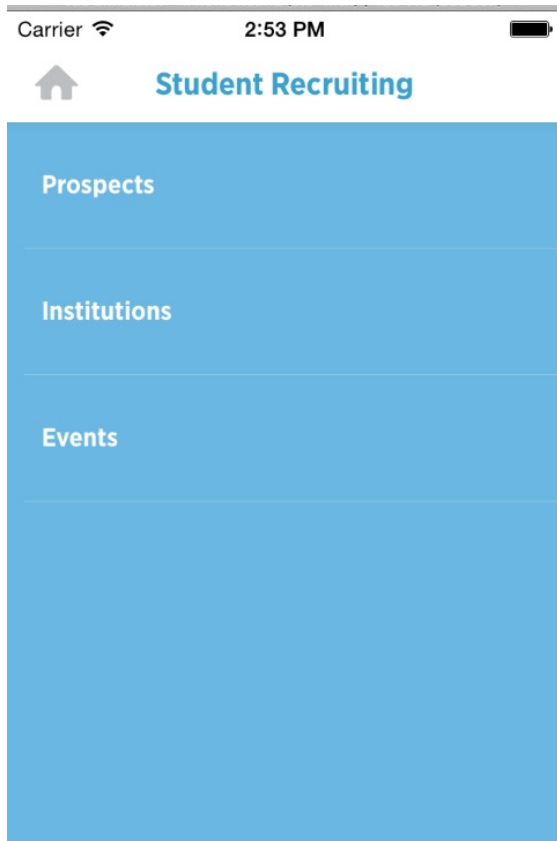 Carrier 2:53 PM
Student Recruiting
Prospects
Institutions
Events